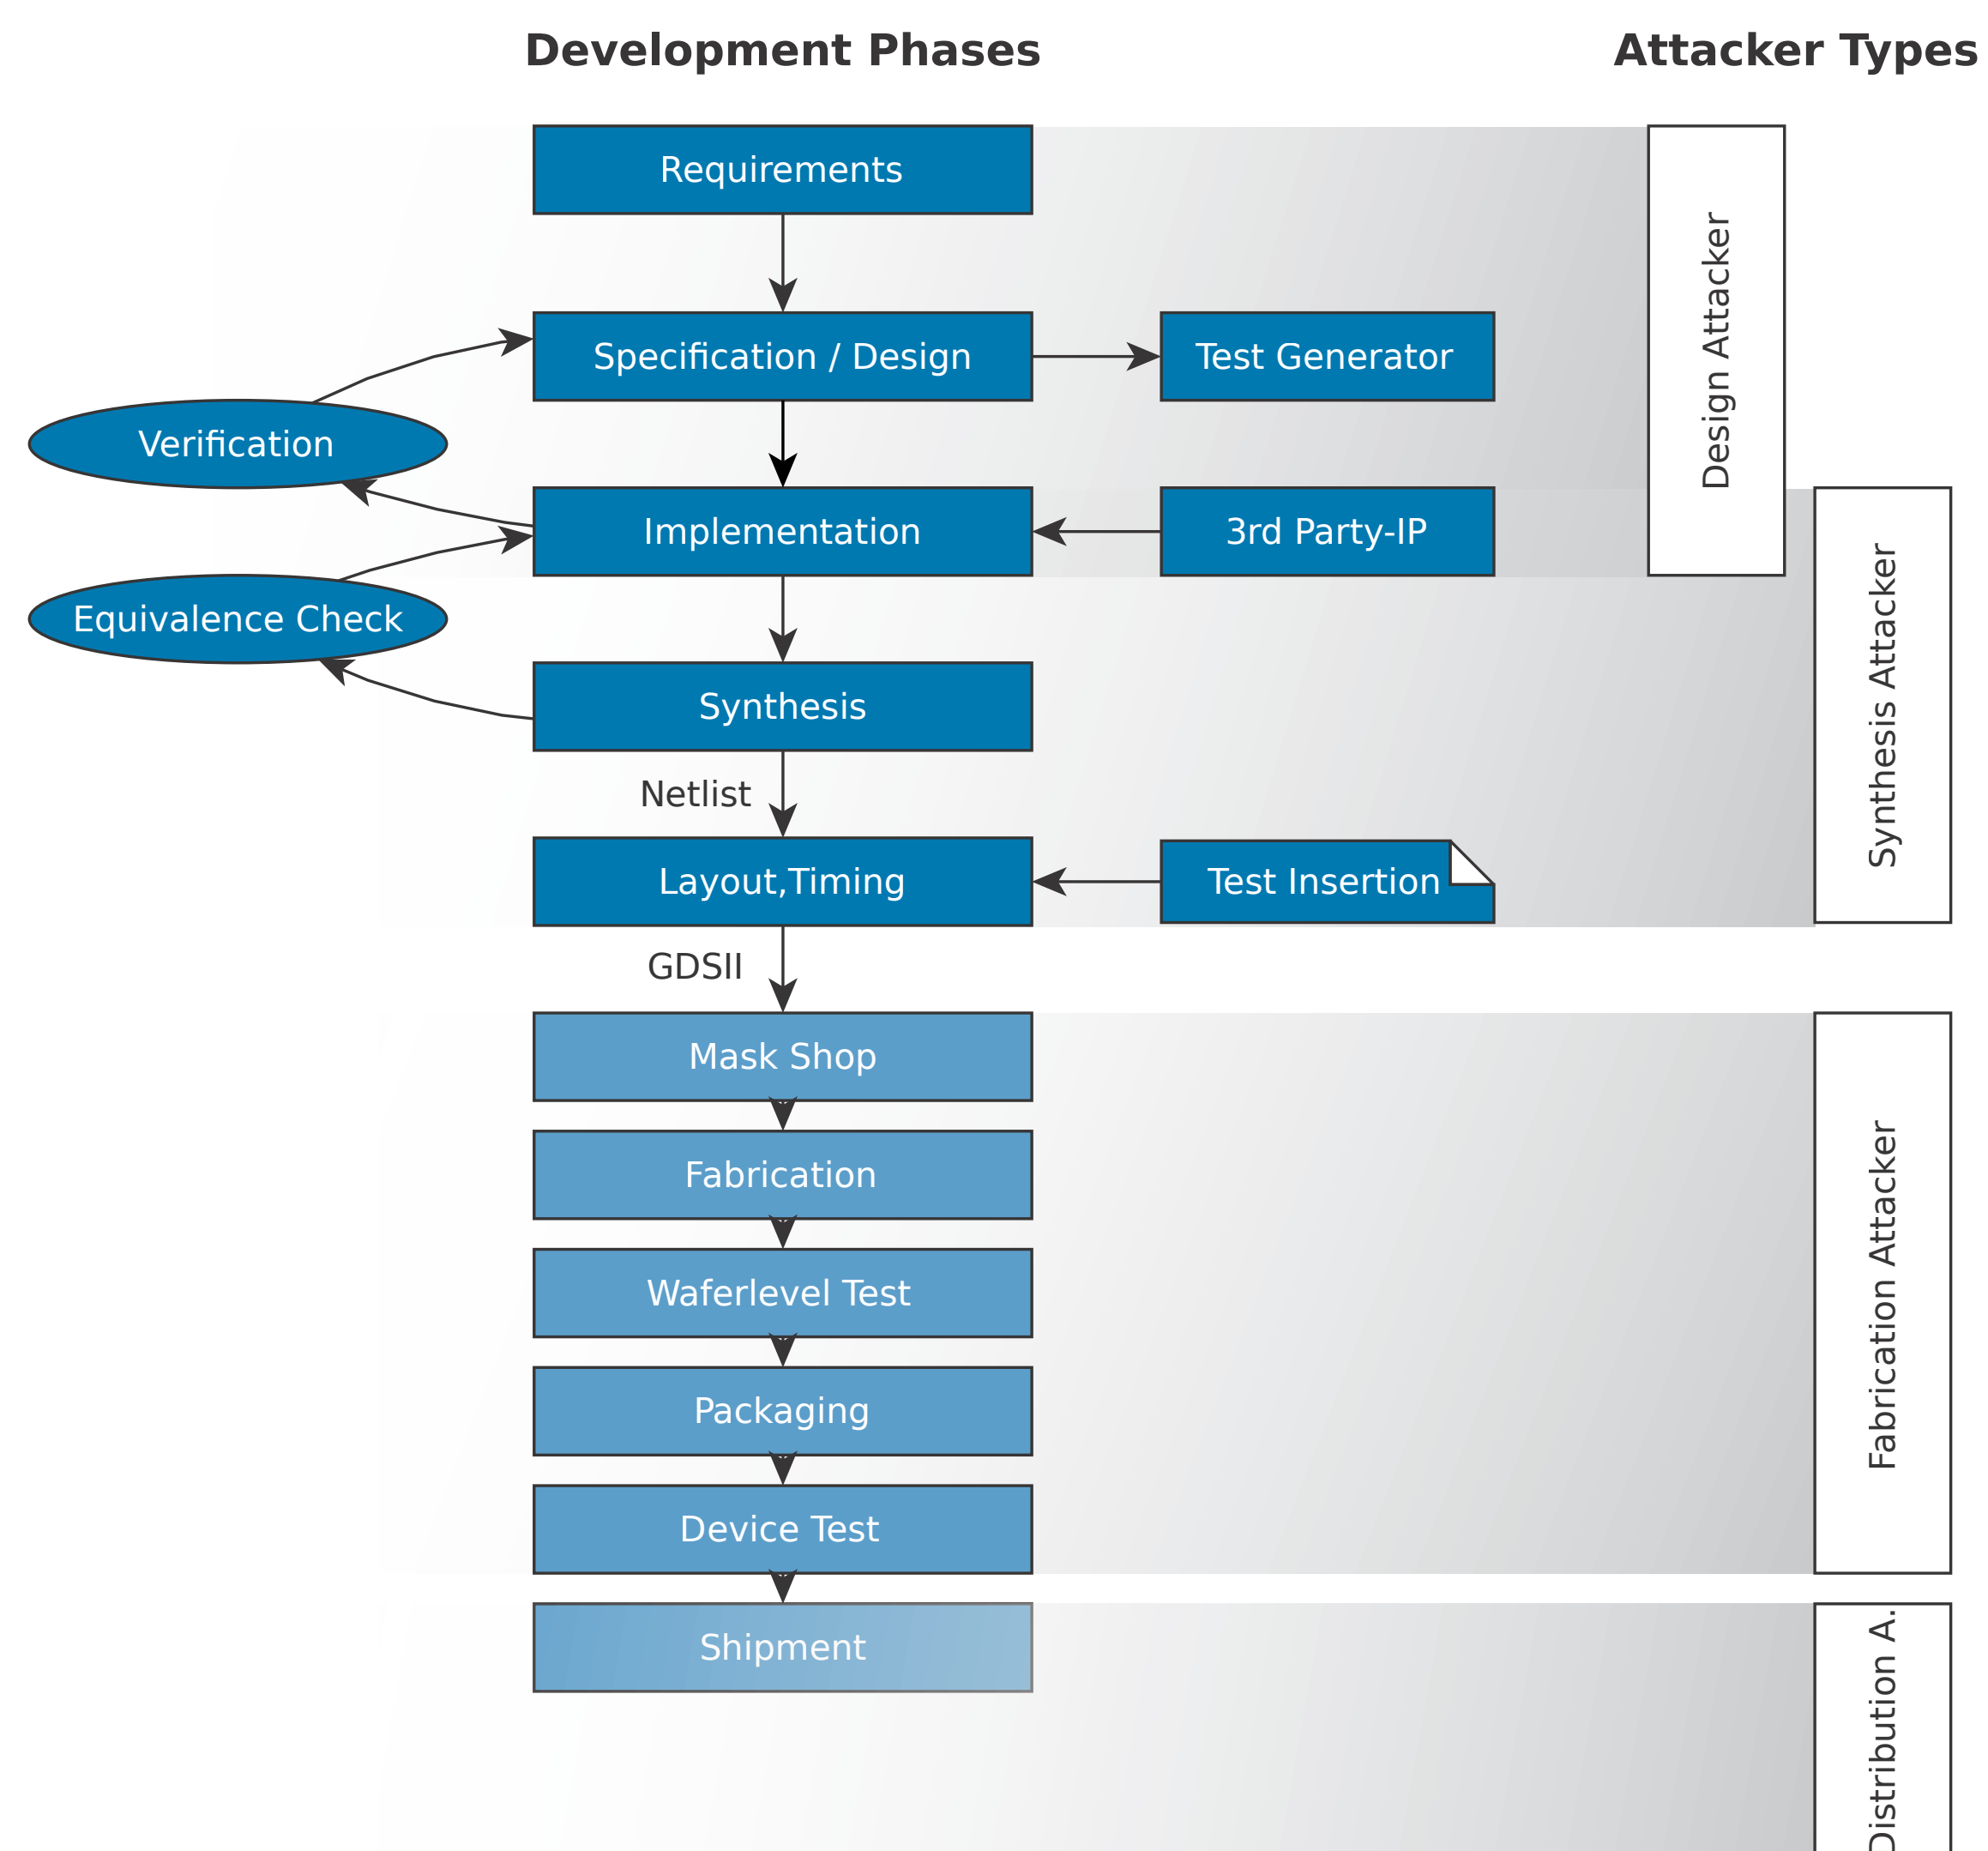 Development Phases
Attacker Types
Requirements
Specification / Design
Test Generator
Design Attacker
Verification
Implementation
3rd Party-IP
Equivalence Check
Synthesis
Synthesis Attacker
Netlist
Layout,Timing
Test Insertion
GDSII
Mask Shop
Fabrication
Waferlevel Test
Fabrication Attacker
Packaging
Device Test
Shipment
Distribution A.